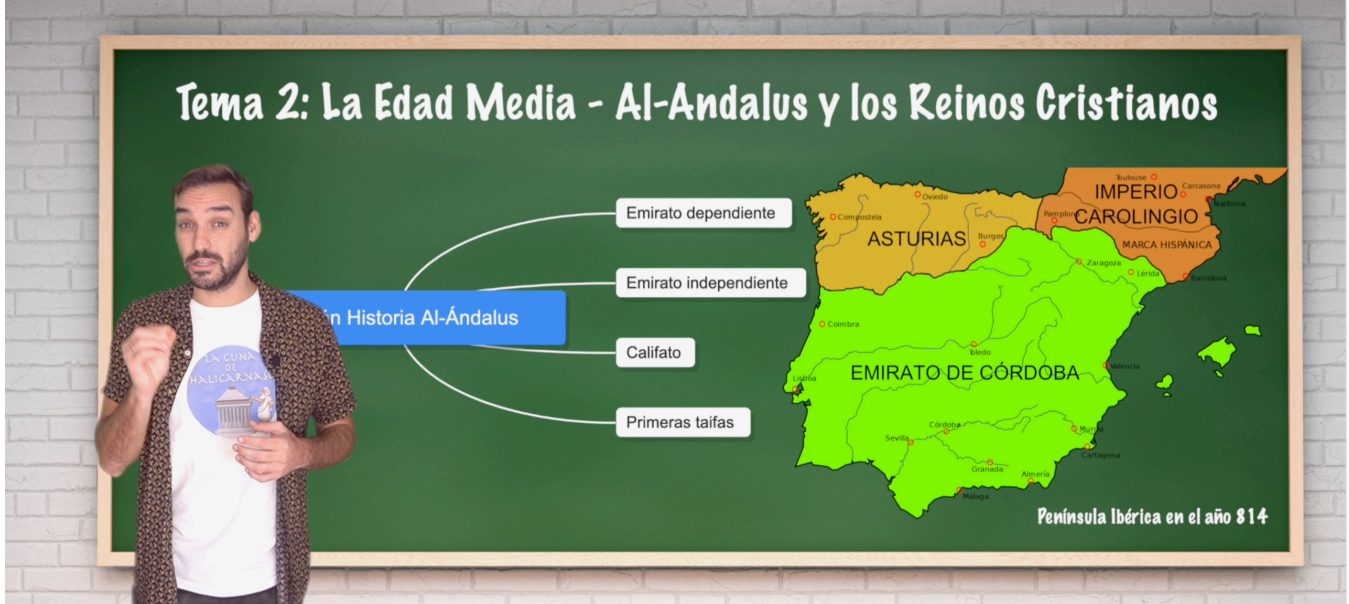 Tema 2: La Edad Media - Al-Andalus y los Reinos Cristianos
Emirato dependiente
Emirato independiente
Historia Al-Ándalus
Califato
Primeras taifas
LA CUNA
DE
HALICARNAS
Toulouse
IMPERIO
Carcasona
Narbona
Oviedo
Compostela
Pamplon
CAROLINGIO
ASTURIAS
Burgos
MARCA HISPÁNICA
Zaragoza
Lérida
Barcelona
Coimbra
Toledo
Valencia
EMIRATO DE CÓRDOBA
Lisboa
Córdoba
Murcia
Sevilla
Cartagena
Granada
Almería
Málaga
Península Ibérica en el año 814